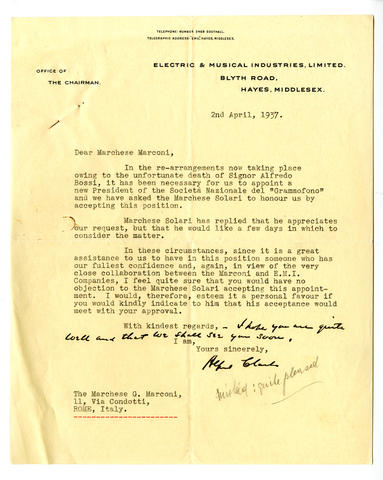 TELEPHONE NUMBER 2468 SOUTHALL.
TELEGRAPHIC ADDRESS: EMI, HAYES, MIDDLESEX.
OFFICE OF
THE CHAIRMAN.
ELECTRIC & MUSICAL INDUSTRIES, LIMITED.
BLYTH ROAD,
HAYES, MIDDLESEX.
2nd April, 1937.
Dear Marchese Marconi,
In the re-arrangements now taking place
owing to the unfortunate death of Signor Alfredo
Bossi, it has been necessary for us to appoint a
new President of the Societa Nazionale del "Grammofono"
and we have asked the Marchese Solari to honour us by
accepting this position.
Marchese Solari has replied that he appreciates
our request, but that he would like a few days in which to
consider the matter.
In these circumstances, since it is a great
assistance to us to have in this position someone who has
our fullest confidence and, again, in view of the very
close collaboration between the Marconi and E.M.I.
Companies, I feel quite sure that you would have no
objection to the Marchese Solari accepting this appoint-
ment. I would, therefore, esteem it a personal favour if
you would kindly indicate to him that his acceptance would
meet with your approval.
With kindest regards, - I hope you are quite
well and that we shall see you soon,
I am,
Yours sincerely,
Alfred Clark
quite pleased
The Marchese G. Marconi,
11, Via Condotti,
ROME, Italy.